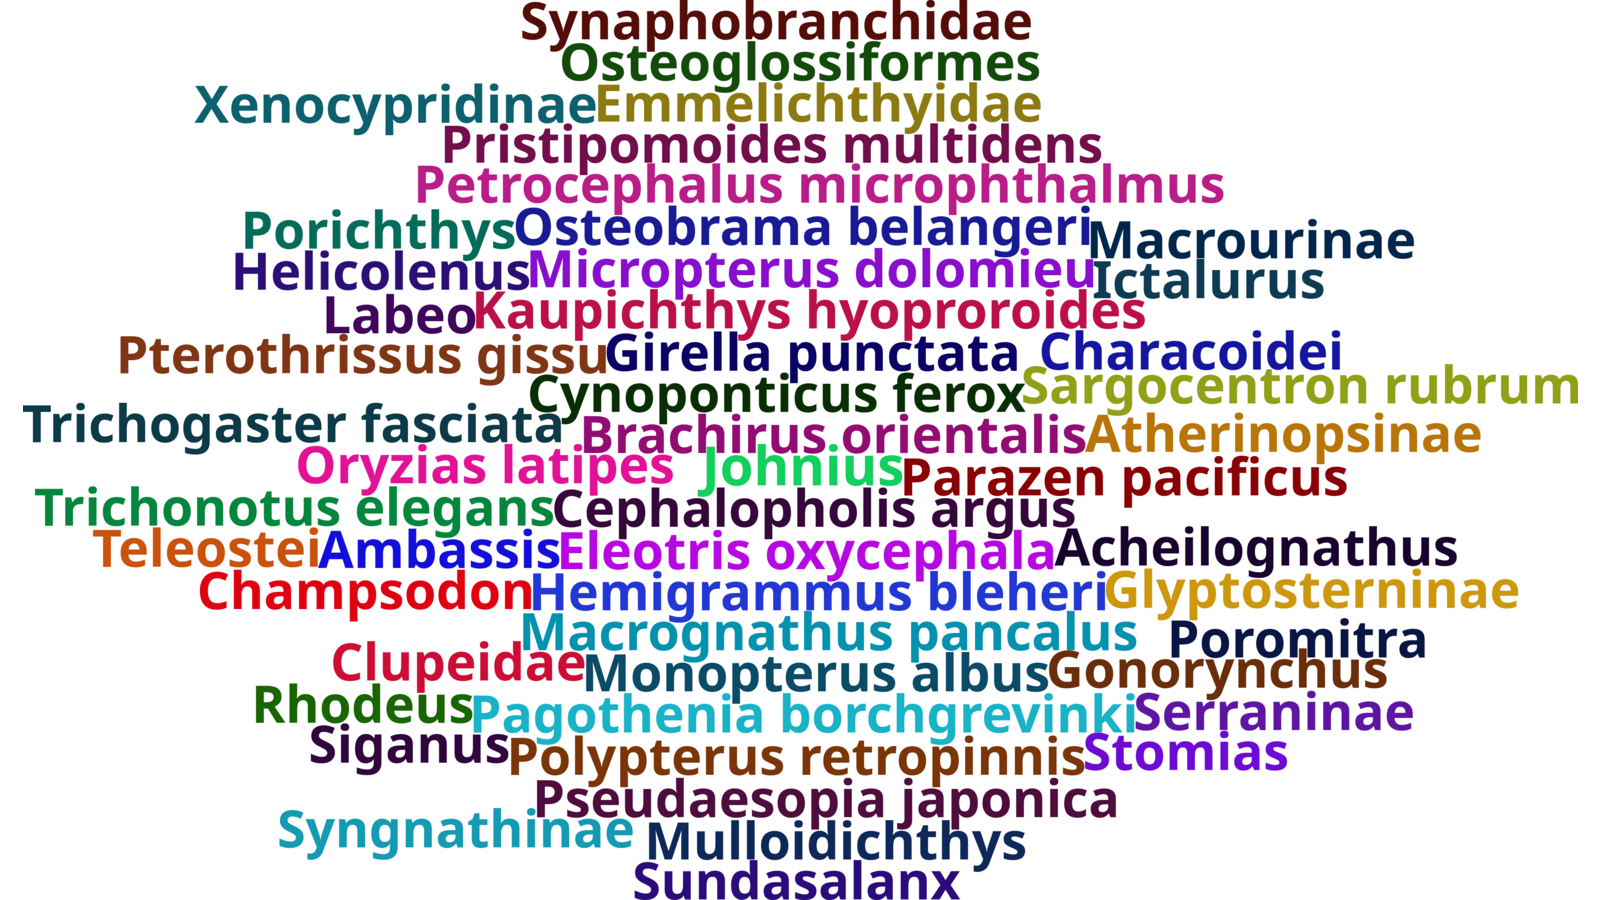 Synaphobranchidae
Osteoglossiformes
Xenocypridinae Emmelichthyidae
Pristipomoides multidens
Petrocephalus microphthalmus
Porichthys Osteobrama belangeri Macrourinae
Helicolenus Micropterus dolomieu Ictalurus
Labeo Kaupichthys hyoproroides
Pterothrissus gissu Girella punctata Characoidei
Cynoponticus ferox Sargocentron rubrum
Trichogaster fasciata Brachirus orientalis Atherinopsinae
Oryzias latipes Johnius Parazen pacificus
Trichonotus elegans Cephalopholis argus
Teleostei Ambassis Eleotris oxycephala Acheilognathus
Champsodon Hemigrammus bleheri Glyptosterninae
Macrognathus pancalus Poromitra
Clupeidae Monopterus albus Gonorynchus
Rhodeus Pagothenia borchgrevinki Serraninae
Siganus Polypterus retropinnis Stomias
Pseudaesopia japonica
Syngnathinae Mulloidichthys
Sundasalanx